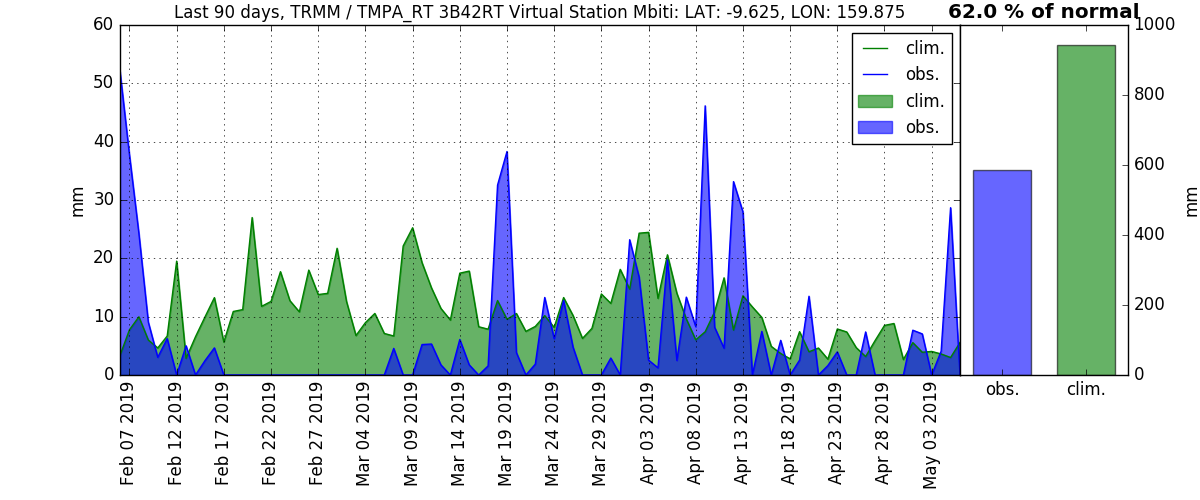 Last 90 days, TRMM / TMPA_RT 3B42RT Virtual Station Mbiti: LAT: -9.625, LON: 159.875
62.0 % of normal
mm
60
50
40
30
20
10
0
clim.
obs.
clim.
obs.
Feb 07 2019
Feb 12 2019
Feb 17 2019
Feb 22 2019
Feb 27 2019
Mar 04 2019
Mar 09 2019
Mar 14 2019
Mar 19 2019
Mar 24 2019
Mar 29 2019
Apr 03 2019
Apr 08 2019
Apr 13 2019
Apr 18 2019
Apr 23 2019
Apr 28 2019
May 03 2019
obs.
clim.
1000
800
600
400
200
0
mm